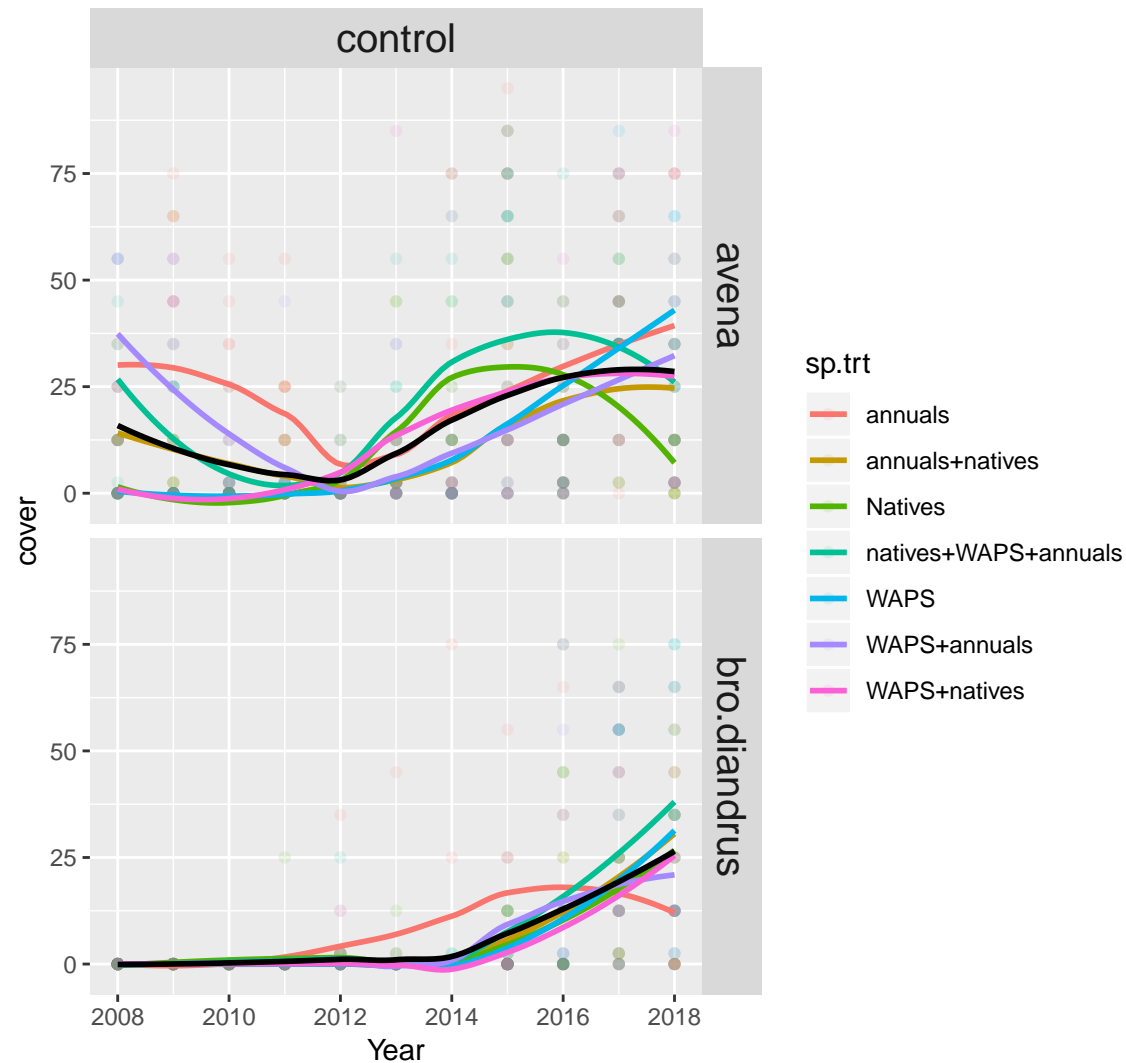 control
75
50
25
0
avena
75
50
25
0
bro.diandrus
cover
2008
2010
2012
2014
2016
2018
Year
sp.trt
annuals
annuals+natives
Natives
natives+WAPS+annuals
WAPS
WAPS+annuals
WAPS+natives